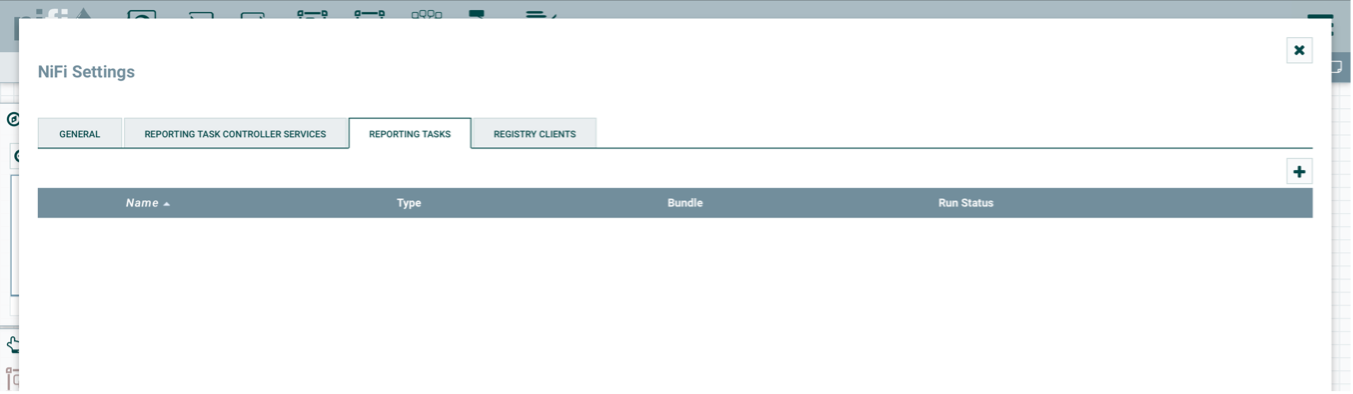 NiFi Settings
GENERAL REPORTING TASK CONTROLLER SERVICES REPORTING TASKS REGISTRY CLIENTS
Name Type Bundle Run Status